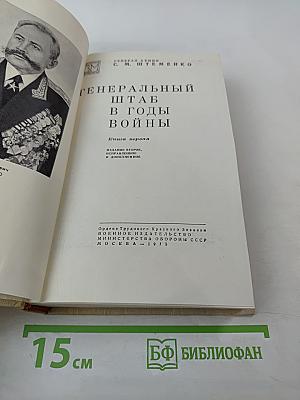 ГЕНЕРАЛ АРМИИ
С. М. ШТЕМЕНКО
ГЕНЕРАЛЬНЫЙ
ШТАБ
В ГОДЫ
ВОЙНЫ
Книга первая
ИЗДАНИЕ ВТОРОЕ,
ИСПРАВЛЕННОЕ
И ДОПОЛНЕННОЕ
Ордена Трудового Красного Знамени
ВОЕННОЕ ИЗДАТЕЛЬСТВО
МИНИСТЕРСТВА ОБОРОНЫ СССР
МОСКВА—1975
15 см
БФ БИБЛИОФАН